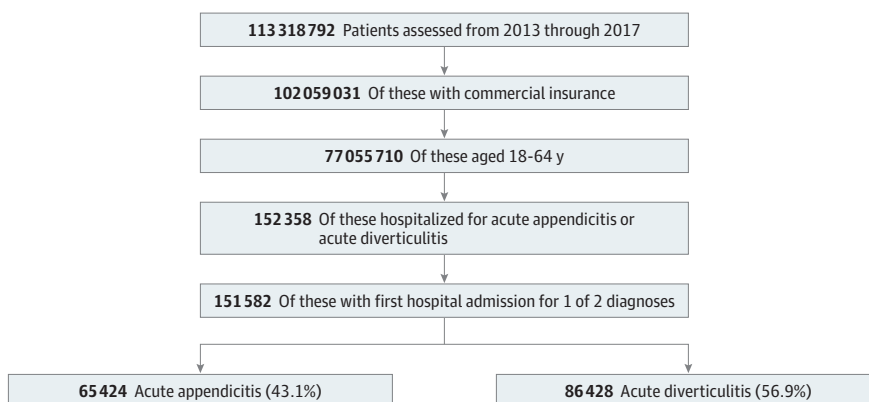 113 318 792 Patients assessed from 2013 through 2017
102 059 031 Of these with commercial insurance
77 055 710 Of these aged 18-64 y
152 358 Of these hospitalized for acute appendicitis or
acute diverticulitis
151 582 Of these with first hospital admission for 1 of 2 diagnoses
65 424 Acute appendicitis (43.1%)
86 428 Acute diverticulitis (56.9%)